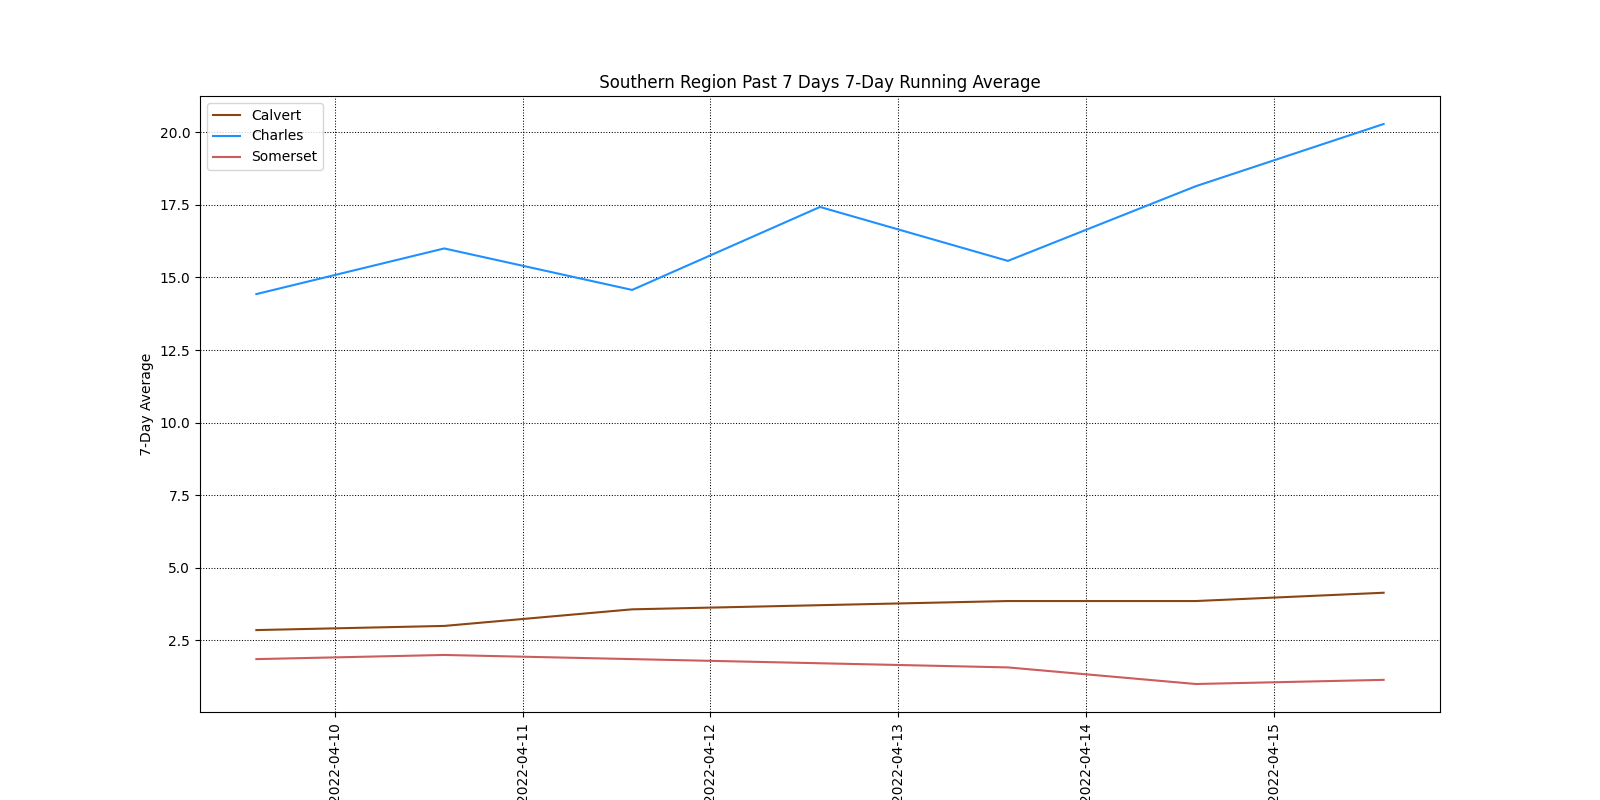 Southern Region Past 7 Days 7-Day Running Average
Calvert
Charles
Somerset
20.0
17.5
15.0
12.5
10.0
7.5
5.0
2.5
7-Day Average
2022-04-10
2022-04-11
2022-04-12
2022-04-13
2022-04-14
2022-04-15